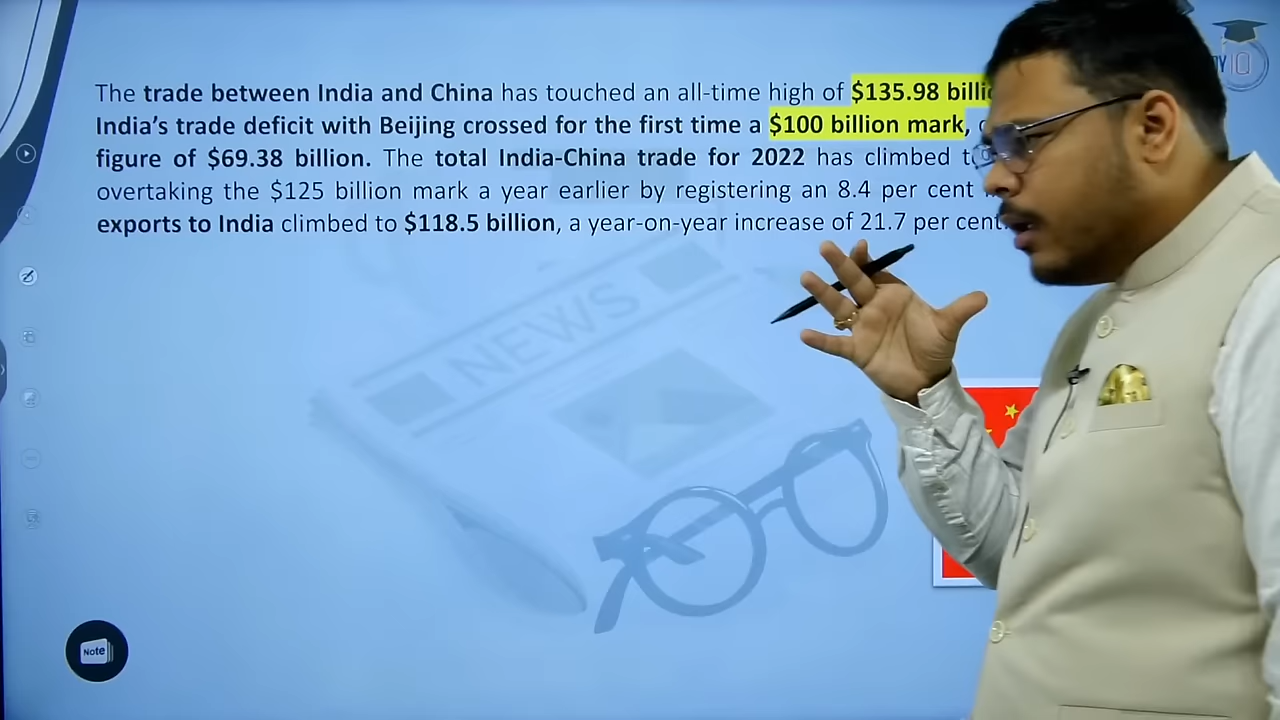 The trade between India and China has touched an all-time high of $135.98
India’s trade deficit with Beijing crossed for the first time a $100 billion mark,
figure of $69.38 billion. The total India-China trade for 2022 has climbed
overtaking the $125 billion mark a year earlier by registering an 8.4 per cent
exports to India climbed to $118.5 billion, a year-on-year increase of 21.7 per cent.
NEWS
IQ
Note